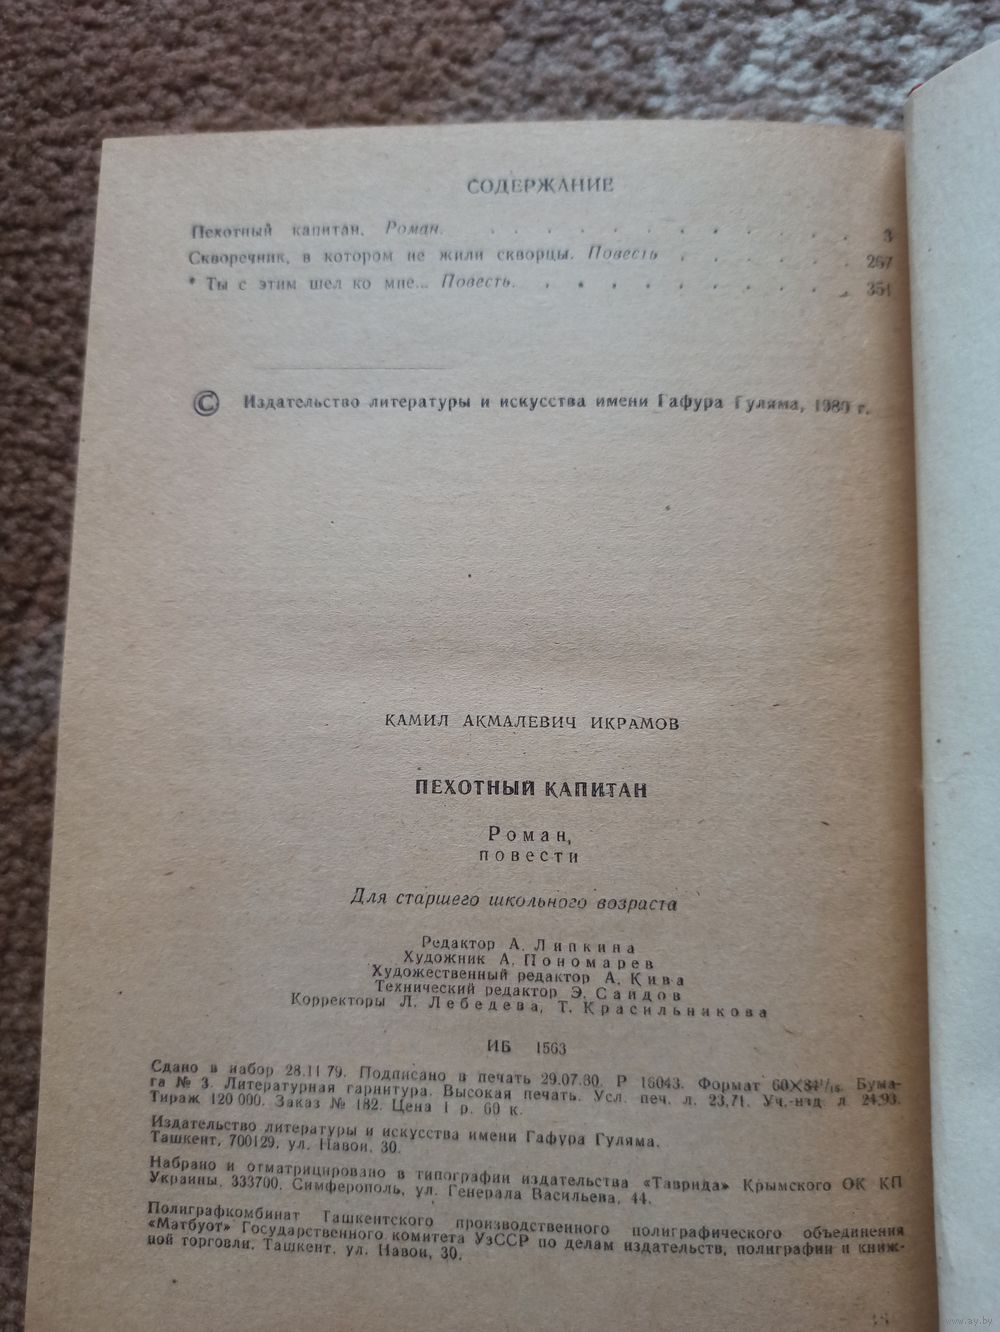 СОДЕРЖАНИЕ
Пехотный капитан. Роман. . . . . . . . . . . . 3
Скворечник, в котором не жили скворцы. Повесть . . . . . . 267
* Ты с этим шел ко мне... Повесть. . . . . . . . . . . 351
© Издательство литературы и искусства имени Гафура Гуляма, 1980 г.
КАМИЛ АКМАЛЕВИЧ ИКРАМОВ
ПЕХОТНЫЙ КАПИТАН
Роман,
повести
Для старшего школьного возраста
Редактор А. Липкина
Художник А. Пономарев
Художественный редактор А. Кива
Технический редактор Э. Саидов
Корректоры Л. Лебедева, Т. Красильникова
ИБ 1563
Сдано в набор 28.11 79. Подписано в печать 29.07.80. Р 16043. Формат 60×84¹/₁₆. Бума-
га № 3. Литературная гарнитура. Высокая печать. Усл. печ. л. 23,71. Уч.-изд л. 24,93.
Тираж 120 000. Заказ № 182. Цена 1 р. 60 к.
Издательство литературы и искусства имени Гафура Гуляма.
Ташкент, 700129, ул. Навои, 30.
Набрано и отматрицировано в типографии издательства «Таврида» Крымского ОК КП
Украины, 333700, Симферополь, ул. Генерала Васильева, 44.
Полиграфкомбинат Ташкентского производственного полиграфического объединения
«Матбуот» Государственного комитета УзССР по делам издательств, полиграфии и книж-
ной торговли. Ташкент, ул. Навои, 30.
www.ay.by